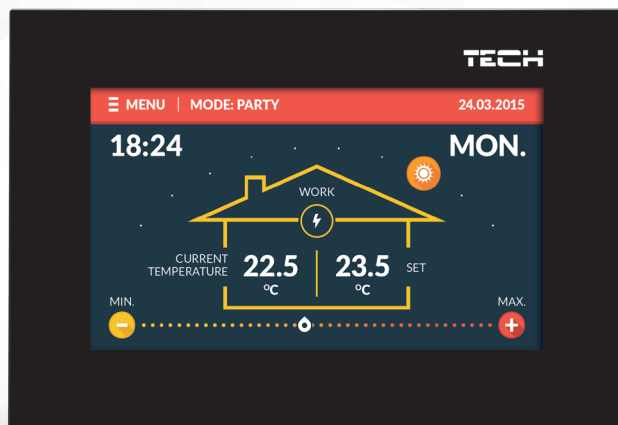 TECH
MENU | MODE: PARTY 24.03.2015
18:24 MON.
WORK
CURRENT
TEMPERATURE 22.5 °C 23.5 °C SET
MIN. MAX.
- +